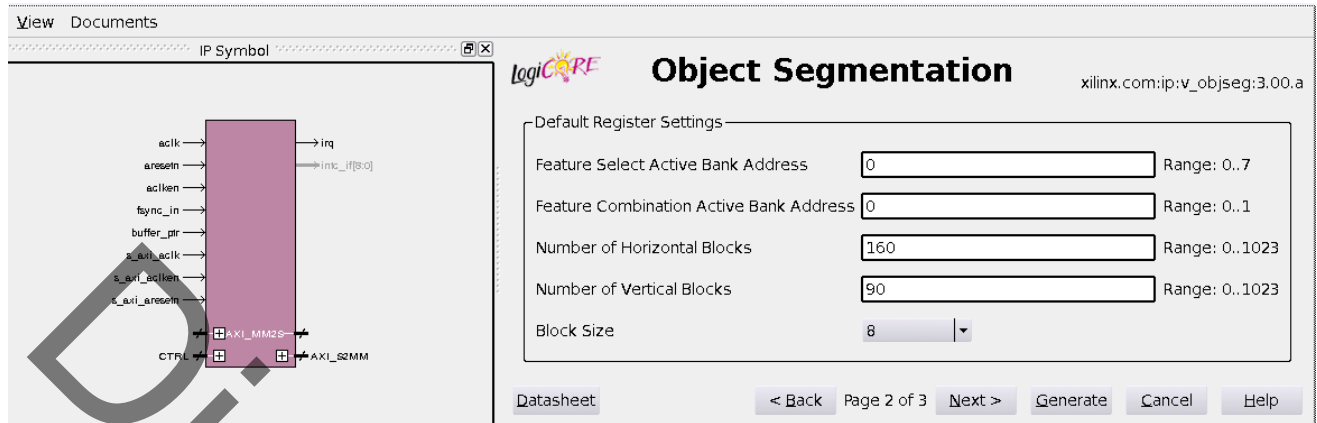 View Documents
IP Symbol
aclk
irq
aresetn
intc_if[8:0]
aclken
fsync_in
buffer_ptr
s_axi_aclk
s_axi_aclken
s_axi_aresetn
AXI_MM2S
CTRL
AXI_S2MM
LogiCORE
Object Segmentation
xilinx.com:ip:v_objseg:3.00.a
Default Register Settings
Feature Select Active Bank Address 0 Range: 0..7
Feature Combination Active Bank Address 0 Range: 0..1
Number of Horizontal Blocks 160 Range: 0..1023
Number of Vertical Blocks 90 Range: 0..1023
Block Size 8
Datasheet < Back Page 2 of 3 Next > Generate Cancel Help